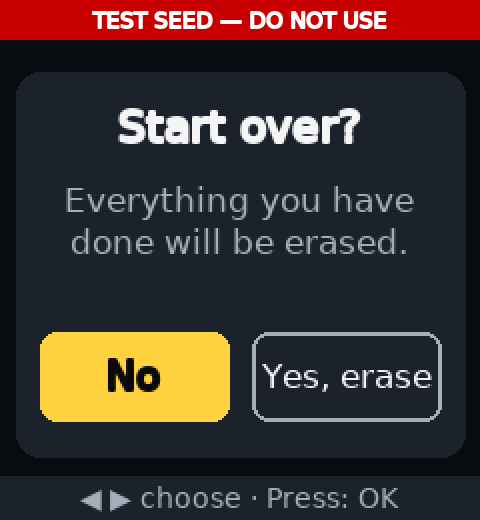 TEST SEED — DO NOT USE
Start over?
Everything you have
done will be erased.
No
Yes, erase
◀ ▶ choose · Press: OK